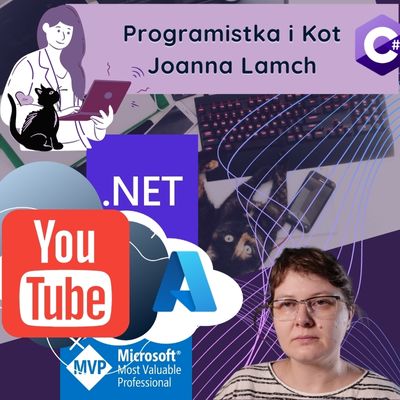 Programistka i Kot
Joanna Lamch
C#
.NET
You
Tube
MVP
Microsoft®
Most Valuable
Professional